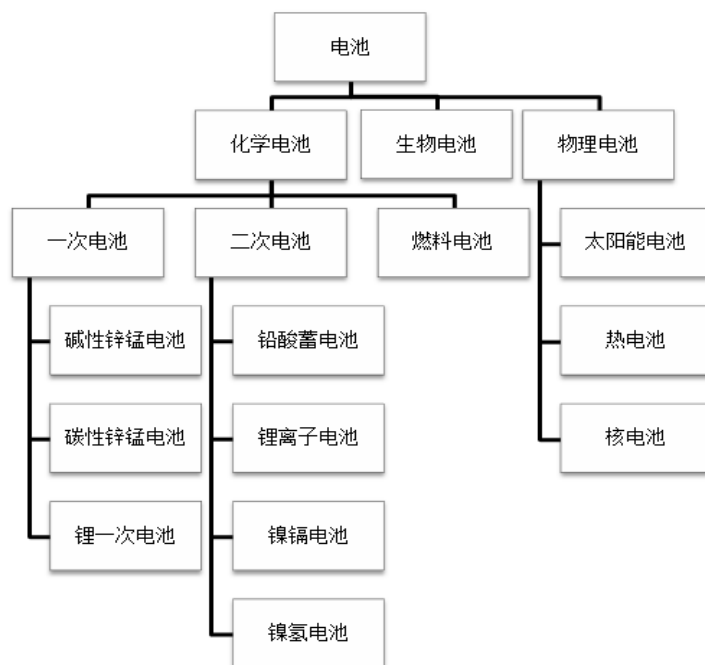 电池
化学电池
生物电池
物理电池
一次电池
二次电池
燃料电池
太阳能电池
碱性锌锰电池
铅酸蓄电池
热电池
碳性锌锰电池
锂离子电池
核电池
锂一次电池
镍镉电池
镍氢电池